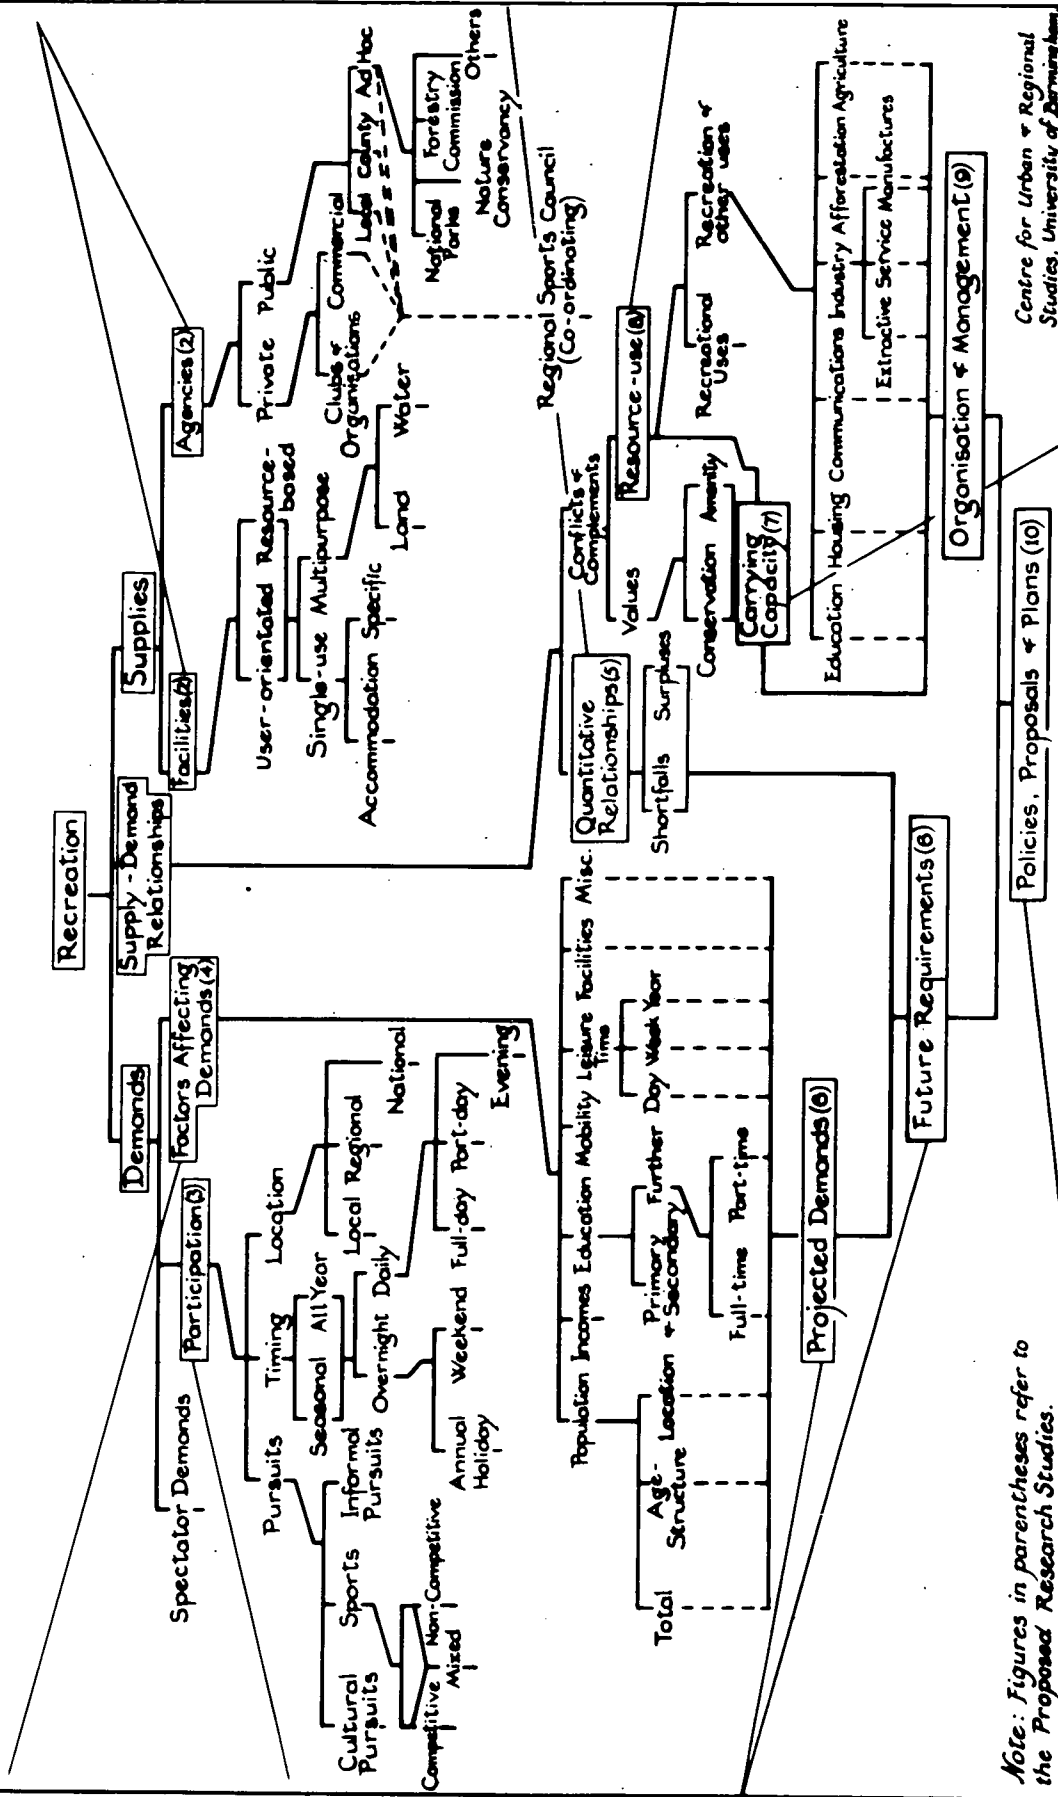 Recreation
Demands
Supply-Demand
Relationships
Supplies
Spectator Demands
Participation(3)
Factors Affecting
Demands(4)
Facilities(2)
Agencies(2)
Pursuits
Timing
Location
User-orientated
Resource-
based
Private
Public
Cultural
Pursuits
Sports
Informal
Pursuits
Seasonal
All Year
Local
Regional
National
Single-use
Multipurpose
Clubs &
Organisations
Commercial
Local
County
Ad Hoc
Competitive
Non-Competitive
Mixed
Overnight
Daily
Accommodation
Specific
Land
Water
National
Parks
Forestry
Commission
Nature
Conservancy
Others
Annual
Holiday
Weekend
Full-day
Part-day
Evening
Regional Sports Council
(Co-ordinating)
Population
Incomes
Education
Mobility
Leisure
Time
Facilities
Misc.
Quantitative
Relationships(5)
Conflicts &
Complements
Total
Age-
Structure
Location
Primary
& Secondary
Further
Day
Week
Year
Shortfalls
Surpluses
Values
Resource-use(8)
Full-time
Part-time
Conservation
Amenity
Recreational
Uses
Recreation &
other uses
Carrying
Capacity(7)
Projected Demands(6)
Education
Housing
Communications
Industry
Afforestation
Agriculture
Extractive
Service
Manufactures
Future Requirements(6)
Organisation & Management(9)
Policies, Proposals & Plans(10)
Note: Figures in parentheses refer to
the Proposed Research Studies.
Centre for Urban & Regional
Studies, University of Birmingham